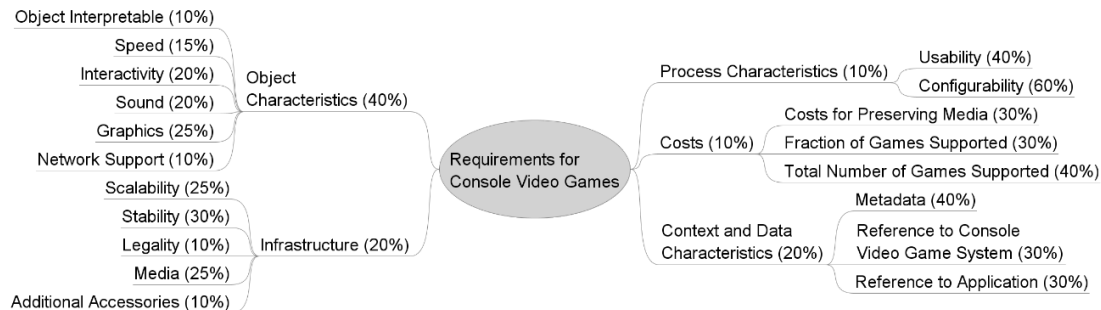 Object Interpretable (10%)
Speed (15%)
Interactivity (20%)
Sound (20%)
Graphics (25%)
Network Support (10%)
Object
Characteristics (40%)
Scalability (25%)
Stability (30%)
Legality (10%)
Media (25%)
Additional Accessories (10%)
Infrastructure (20%)
Requirements for
Console Video Games
Process Characteristics (10%)
Usability (40%)
Configurability (60%)
Costs (10%)
Costs for Preserving Media (30%)
Fraction of Games Supported (30%)
Total Number of Games Supported (40%)
Context and Data
Characteristics (20%)
Metadata (40%)
Reference to Console
Video Game System (30%)
Reference to Application (30%)